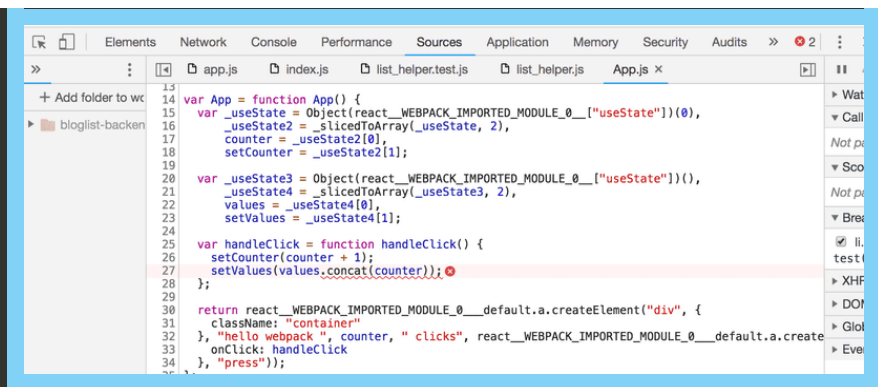 Elements Network Console Performance Sources Application Memory Security Audits » 2
» app.js index.js list_helper.test.js list_helper.js App.js ×
+ Add folder to wc
bloglist-backen
13
14 var App = function App() {
15 var _useState = Object(react__WEBPACK_IMPORTED_MODULE_0__["useState"])(0),
16 _useState2 = _slicedToArray(_useState, 2),
17 counter = _useState2[0],
18 setCounter = _useState2[1];
19
20 var _useState3 = Object(react__WEBPACK_IMPORTED_MODULE_0__["useState"])(),
21 _useState4 = _slicedToArray(_useState3, 2),
22 values = _useState4[0],
23 setValues = _useState4[1];
24
25 var handleClick = function handleClick() {
26 setCounter(counter + 1);
27 setValues(values.concat(counter));
28 };
29
30 return react__WEBPACK_IMPORTED_MODULE_0___default.a.createElement("div", {
31 className: "container"
32 }, "hello webpack ", counter, " clicks", react__WEBPACK_IMPORTED_MODULE_0___default.a.create
33 onClick: handleClick
34 }, "press"));
Wat
Call
Not pa
Sco
Not pa
Brea
li.
test(
XHR
DOM
Glob
Eve